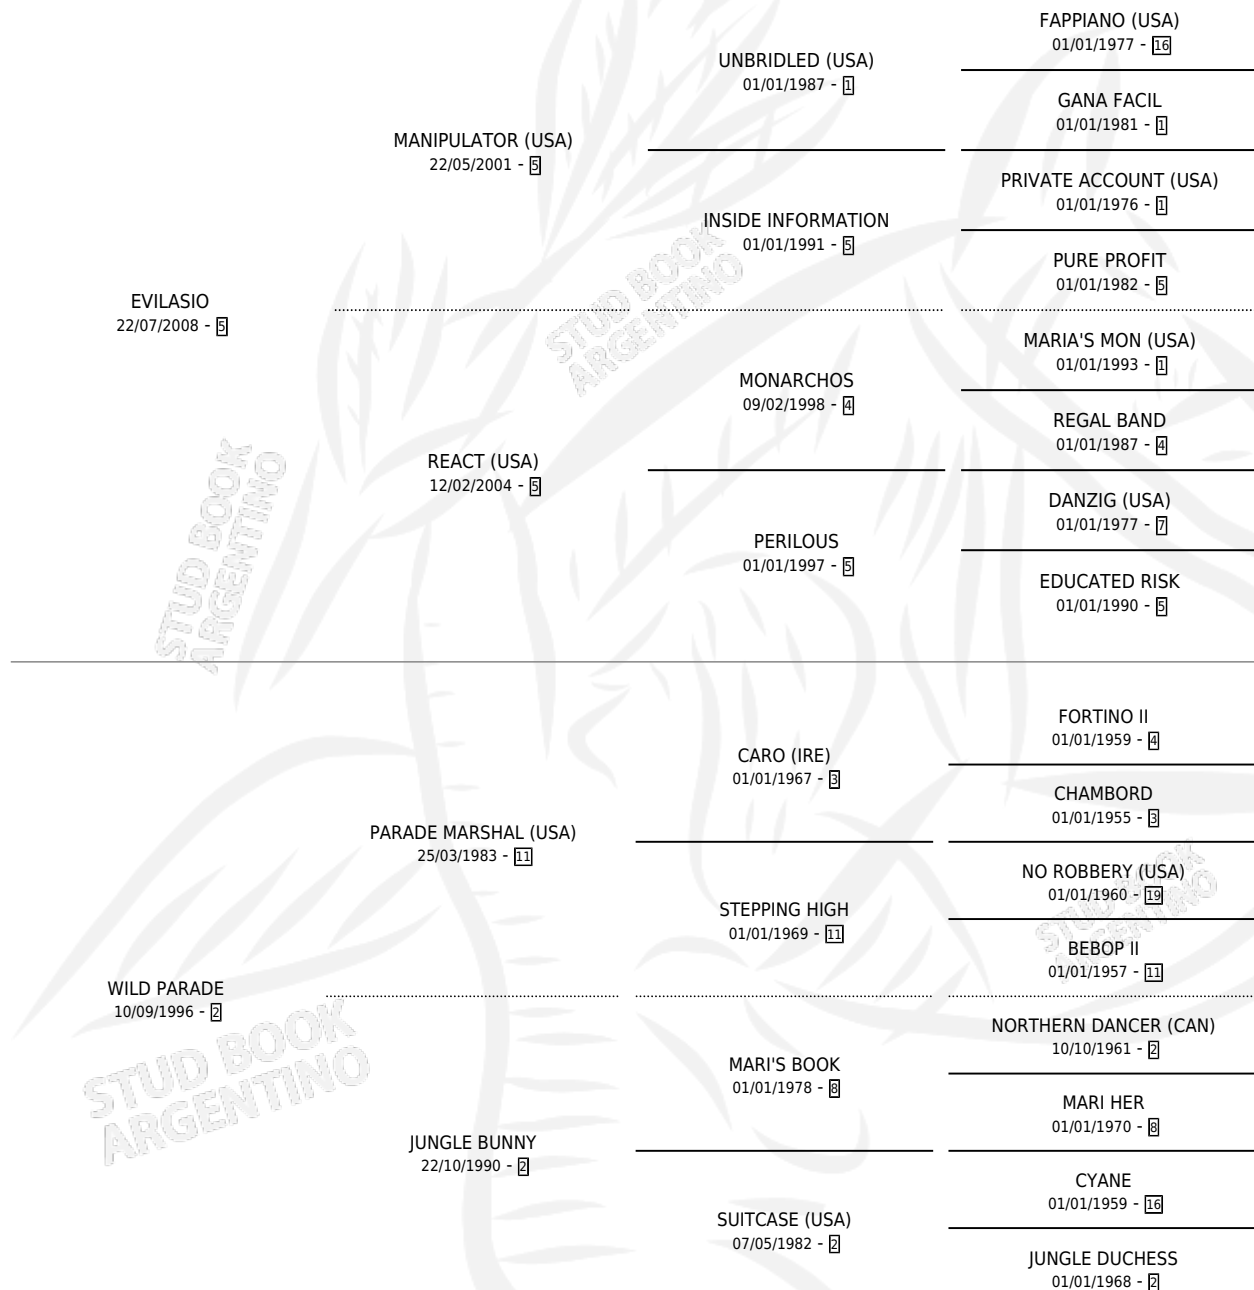 FAPPIANO (USA)
01/01/1977 - 16
UNBRIDLED (USA)
01/01/1987 - 1
GANA FACIL
01/01/1981 - 1
MANIPULATOR (USA)
22/05/2001 - 5
PRIVATE ACCOUNT (USA)
01/01/1976 - 1
INSIDE INFORMATION
01/01/1991 - 5
PURE PROFIT
01/01/1982 - 5
EVILASIO
22/07/2008 - 5
STUD BOOK
ARGENTINO
MARIA'S MON (USA)
01/01/1993 - 1
MONARCHOS
09/02/1998 - 4
REGAL BAND
01/01/1987 - 4
REACT (USA)
12/02/2004 - 5
DANZIG (USA)
01/01/1977 - 7
PERILOUS
01/01/1997 - 5
EDUCATED RISK
01/01/1990 - 5
STUD BOOK
ARGENTINO
FORTINO II
01/01/1959 - 4
CARO (IRE)
01/01/1967 - 3
CHAMBORD
01/01/1955 - 3
PARADE MARSHAL (USA)
25/03/1983 - 11
NO ROBBERY (USA)
01/01/1960 - 19
STEPPING HIGH
01/01/1969 - 11
BEBOP II
01/01/1957 - 11
STUD BOOK
ARGENTINO
WILD PARADE
10/09/1996 - 2
NORTHERN DANCER (CAN)
10/10/1961 - 2
MARI'S BOOK
01/01/1978 - 8
MARI HER
01/01/1970 - 8
JUNGLE BUNNY
22/10/1990 - 2
CYANE
01/01/1959 - 16
SUITCASE (USA)
07/05/1982 - 2
JUNGLE DUCHESS
01/01/1968 - 2
STUD BOOK
ARGENTINO